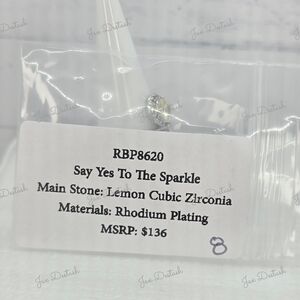 RBP8620
Say Yes To The Sparkle
Main Stone: Lemon Cubic Zirconia
Materials: Rhodium Plating
MSRP: $136
8